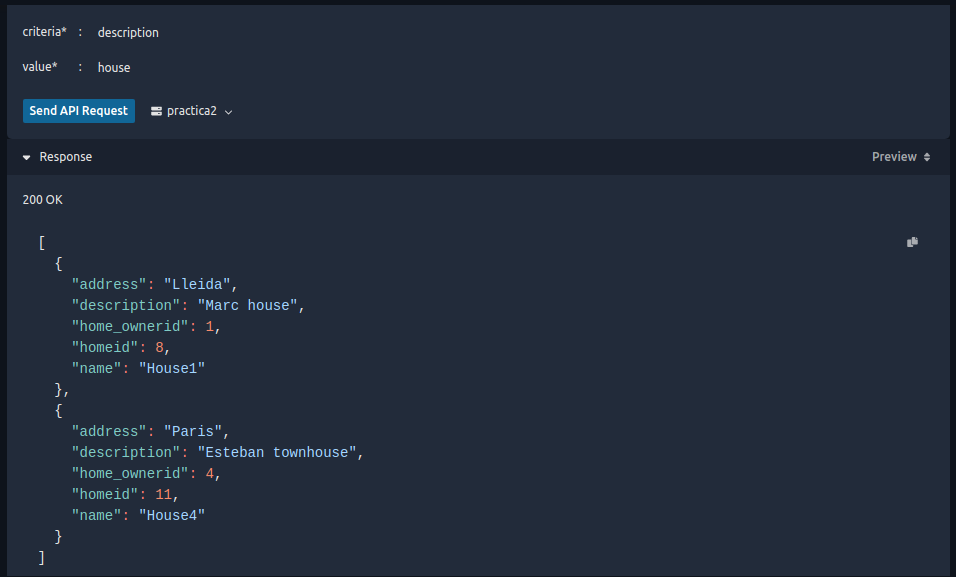 criteria* : description
value* : house
Send API Request practica2
Response Preview
200 OK
[
  {
    "address": "Lleida",
    "description": "Marc house",
    "home_ownerid": 1,
    "homeid": 8,
    "name": "House1"
  },
  {
    "address": "Paris",
    "description": "Esteban townhouse",
    "home_ownerid": 4,
    "homeid": 11,
    "name": "House4"
  }
]